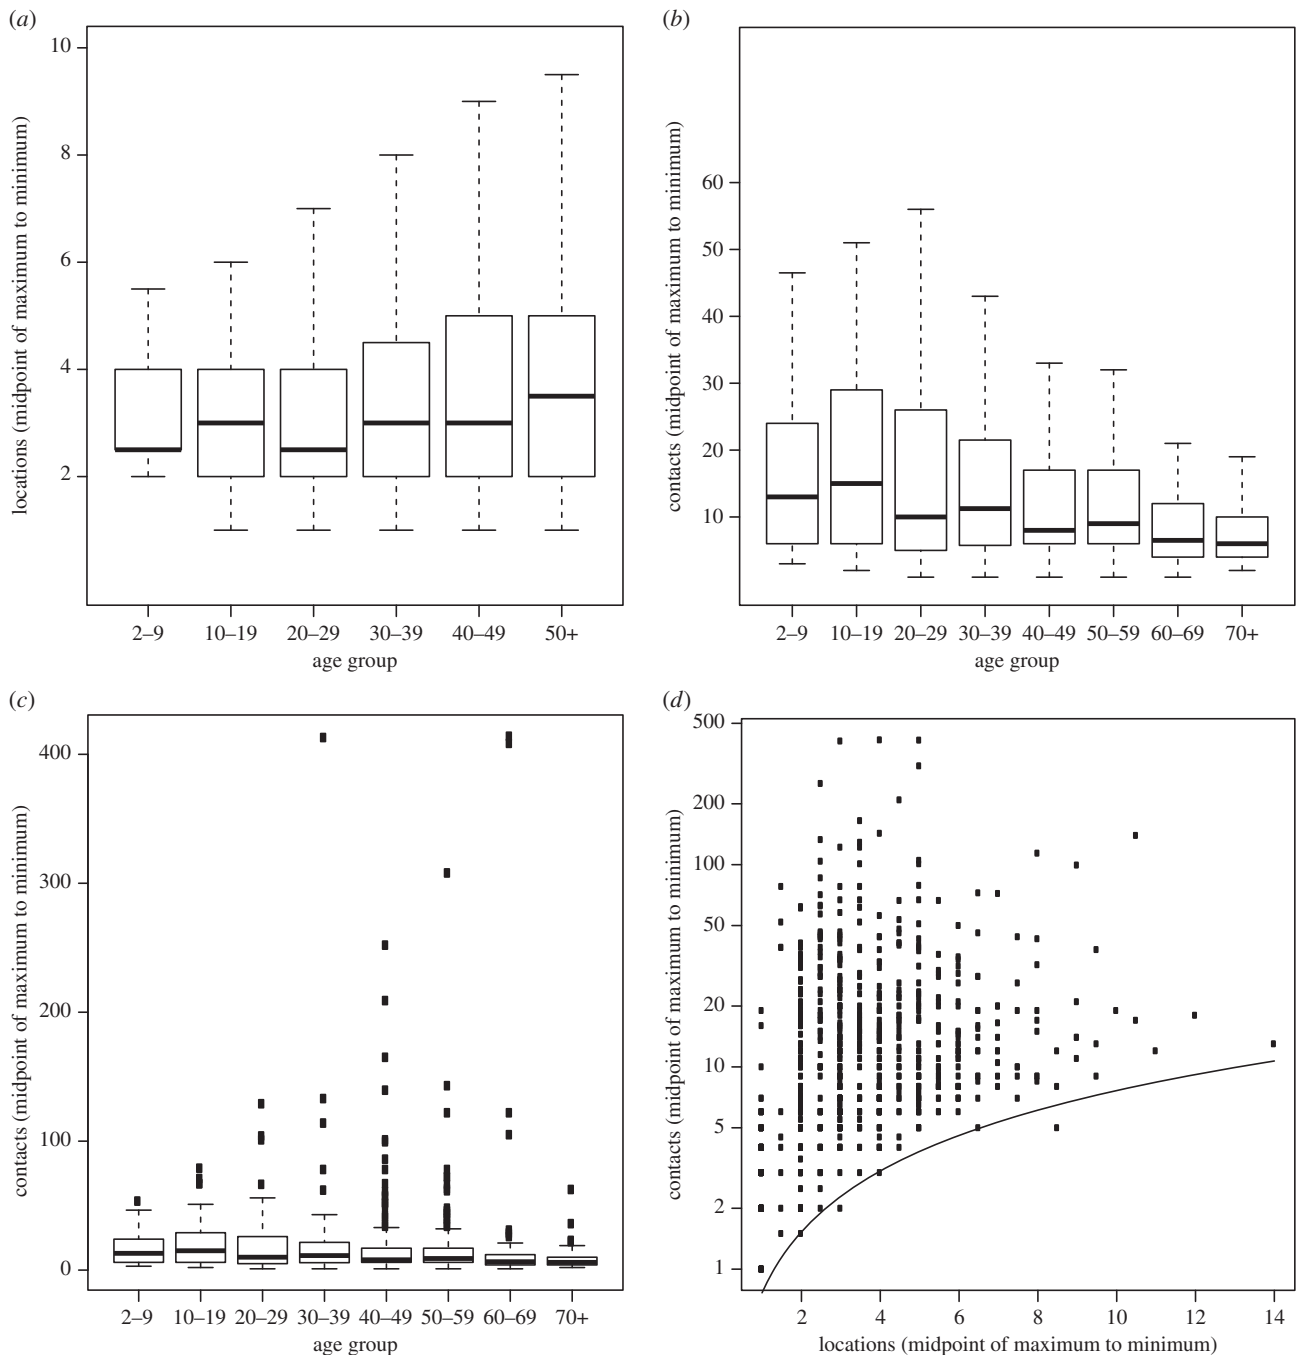 (a)
locations (midpoint of maximum to minimum)
10
8
6
4
2
2–9 10–19 20–29 30–39 40–49 50+
age group
(b)
contacts (midpoint of maximum to minimum)
60
50
40
30
20
10
2–9 10–19 20–29 30–39 40–49 50–59 60–69 70+
age group
(c)
contacts (midpoint of maximum to minimum)
400
300
200
100
0
2–9 10–19 20–29 30–39 40–49 50–59 60–69 70+
age group
(d)
contacts (midpoint of maximum to minimum)
500
200
100
50
20
10
5
2
1
2 4 6 8 10 12 14
locations (midpoint of maximum to minimum)